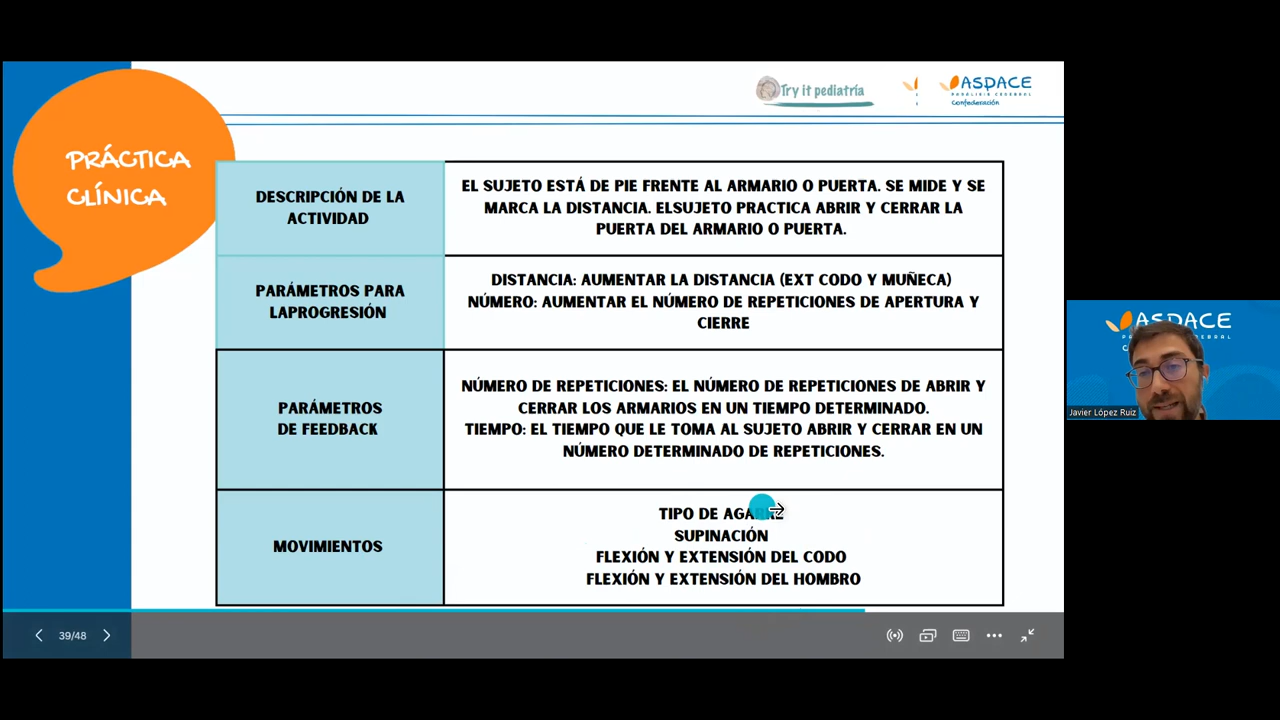 PRÁCTICA
CLÍNICA
Try it pediatría
ASPACE
PARÁLISIS CEREBRAL
Confederación
DESCRIPCIÓN DE LA
ACTIVIDAD
EL SUJETO ESTÁ DE PIE FRENTE AL ARMARIO O PUERTA. SE MIDE Y SE
MARCA LA DISTANCIA. ELSUJETO PRACTICA ABRIR Y CERRAR LA
PUERTA DEL ARMARIO O PUERTA.
PARÁMETROS PARA
LAPROGRESIÓN
DISTANCIA: AUMENTAR LA DISTANCIA (EXT CODO Y MUÑECA)
NÚMERO: AUMENTAR EL NÚMERO DE REPETICIONES DE APERTURA Y
CIERRE
PARÁMETROS
DE FEEDBACK
NÚMERO DE REPETICIONES: EL NÚMERO DE REPETICIONES DE ABRIR Y
CERRAR LOS ARMARIOS EN UN TIEMPO DETERMINADO.
TIEMPO: EL TIEMPO QUE LE TOMA AL SUJETO ABRIR Y CERRAR EN UN
NÚMERO DETERMINADO DE REPETICIONES.
MOVIMIENTOS
TIPO DE AGARRE
SUPINACIÓN
FLEXIÓN Y EXTENSIÓN DEL CODO
FLEXIÓN Y EXTENSIÓN DEL HOMBRO
39/48
ASPACE
Javier López Ruiz